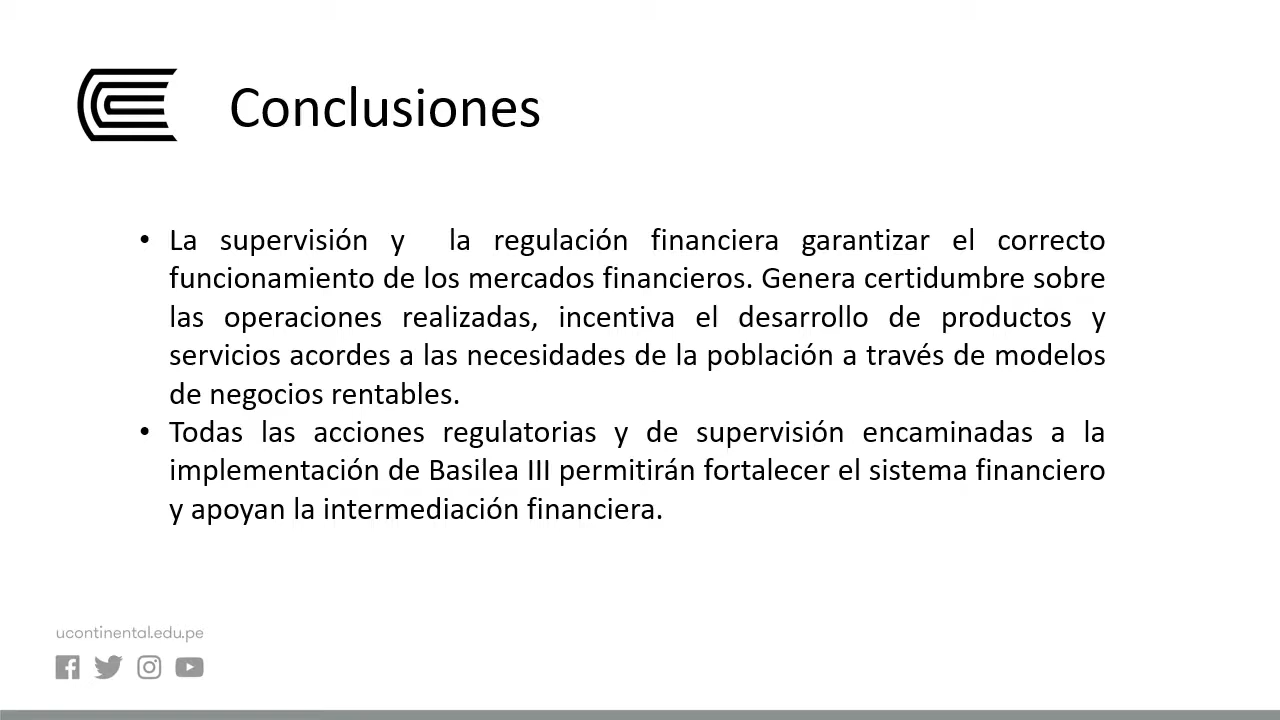 Conclusiones
• La supervisión y la regulación financiera garantizar el correcto
funcionamiento de los mercados financieros. Genera certidumbre sobre
las operaciones realizadas, incentiva el desarrollo de productos y
servicios acordes a las necesidades de la población a través de modelos
de negocios rentables.
• Todas las acciones regulatorias y de supervisión encaminadas a la
implementación de Basilea III permitirán fortalecer el sistema financiero
y apoyan la intermediación financiera.
ucontinental.edu.pe